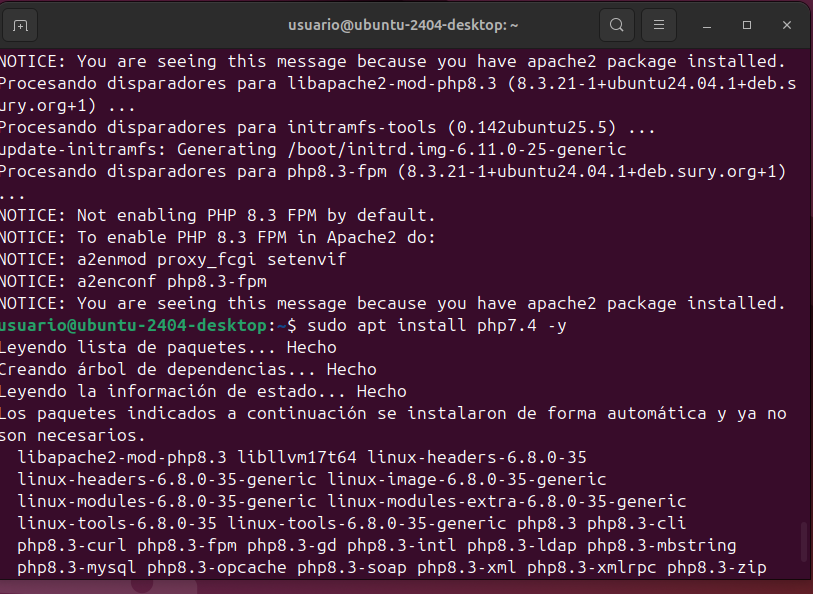 usuario@ubuntu-2404-desktop: ~
NOTICE: You are seeing this message because you have apache2 package installed.
Procesando disparadores para libapache2-mod-php8.3 (8.3.21-1+ubuntu24.04.1+deb.s
ury.org+1) ...
Procesando disparadores para initramfs-tools (0.142ubuntu25.5) ...
update-initramfs: Generating /boot/initrd.img-6.11.0-25-generic
Procesando disparadores para php8.3-fpm (8.3.21-1+ubuntu24.04.1+deb.sury.org+1)
...
NOTICE: Not enabling PHP 8.3 FPM by default.
NOTICE: To enable PHP 8.3 FPM in Apache2 do:
NOTICE: a2enmod proxy_fcgi setenvif
NOTICE: a2enconf php8.3-fpm
NOTICE: You are seeing this message because you have apache2 package installed.
usuario@ubuntu-2404-desktop:~$ sudo apt install php7.4 -y
Leyendo lista de paquetes... Hecho
Creando árbol de dependencias... Hecho
Leyendo la información de estado... Hecho
Los paquetes indicados a continuación se instalaron de forma automática y ya no
son necesarios.
  libapache2-mod-php8.3 libllvm17t64 linux-headers-6.8.0-35
  linux-headers-6.8.0-35-generic linux-image-6.8.0-35-generic
  linux-modules-6.8.0-35-generic linux-modules-extra-6.8.0-35-generic
  linux-tools-6.8.0-35 linux-tools-6.8.0-35-generic php8.3 php8.3-cli
  php8.3-curl php8.3-fpm php8.3-gd php8.3-intl php8.3-ldap php8.3-mbstring
  php8.3-mysql php8.3-opcache php8.3-soap php8.3-xml php8.3-xmlrpc php8.3-zip